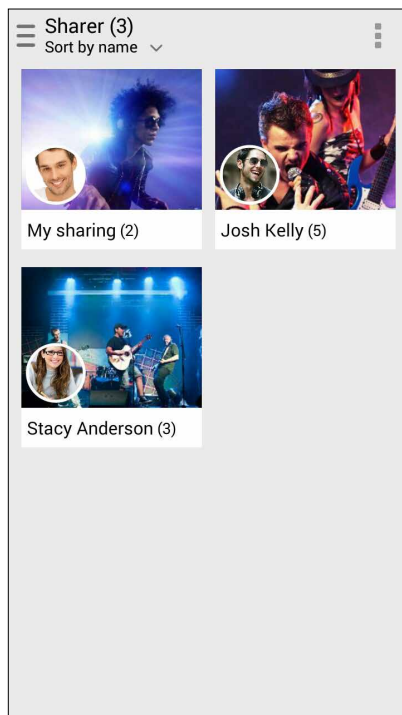 Sharer (3)
Sort by name
My sharing (2)
Josh Kelly (5)
Stacy Anderson (3)